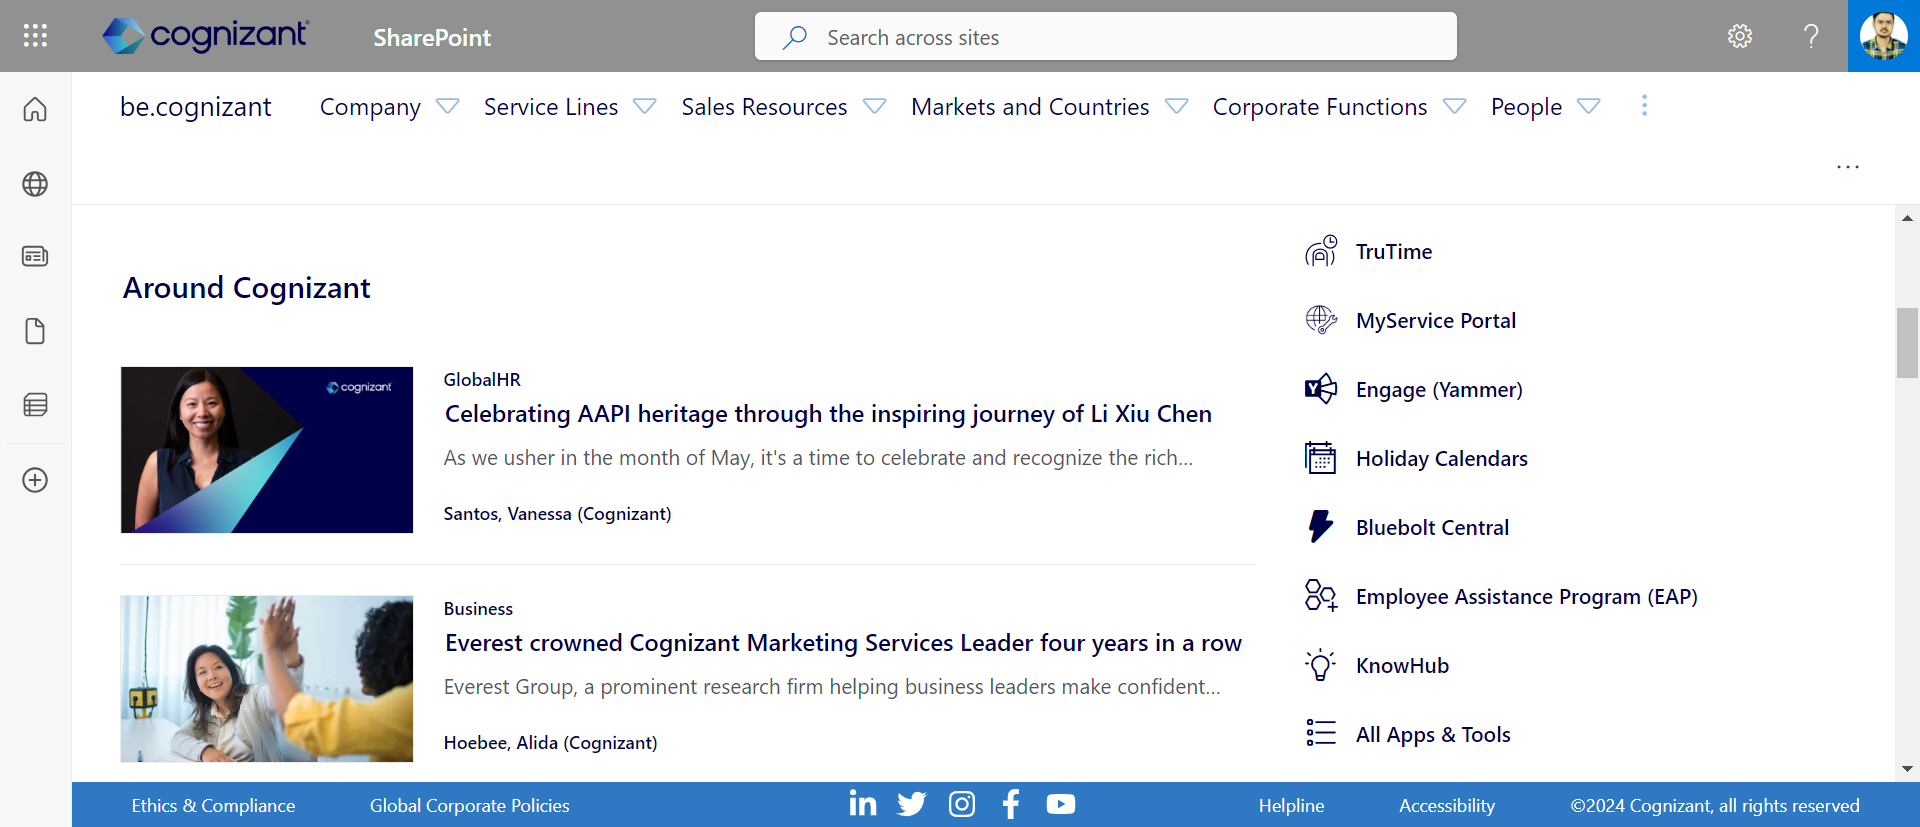 cognizant
SharePoint
Search across sites
be.cognizant
Company
Service Lines
Sales Resources
Markets and Countries
Corporate Functions
People
Around Cognizant
cognizant
GlobalHR
Celebrating AAPI heritage through the inspiring journey of Li Xiu Chen
As we usher in the month of May, it's a time to celebrate and recognize the rich...
Santos, Vanessa (Cognizant)
Business
Everest crowned Cognizant Marketing Services Leader four years in a row
Everest Group, a prominent research firm helping business leaders make confident...
Hoebee, Alida (Cognizant)
TruTime
MyService Portal
Engage (Yammer)
Holiday Calendars
Bluebolt Central
Employee Assistance Program (EAP)
KnowHub
All Apps & Tools
Ethics & Compliance
Global Corporate Policies
Helpline
Accessibility
©2024 Cognizant, all rights reserved